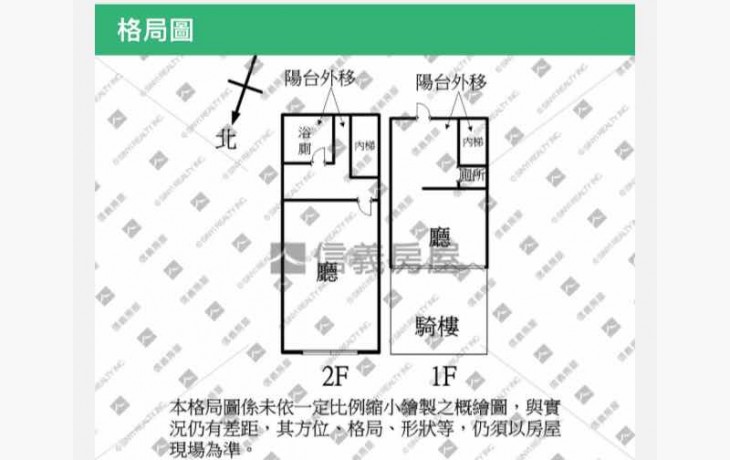 格局圖
陽台外移
陽台外移
北
浴廁
內梯
內梯
廁所
廳
廳
信義房屋
騎樓
2F
1F
本格局圖係未依一定比例縮小繪製之概繪圖，與實
況仍有差距，其方位、格局、形狀等，仍須以房屋
現場為準。